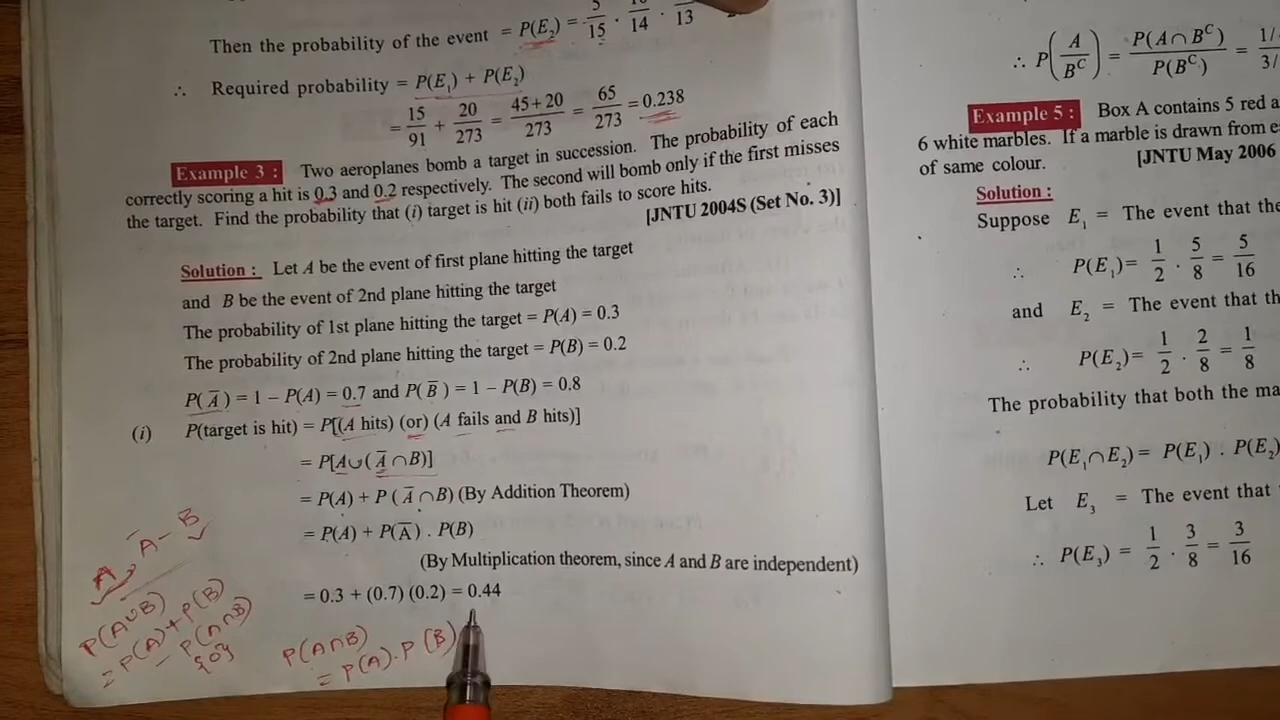 Then the probability of the event = P(E₂) = 5/15 · /14 · /13
∴ Required probability = P(E₁) + P(E₂)
= 15/91 + 20/273 = 45+20/273 = 65/273 = 0.238
Example 3 : Two aeroplanes bomb a target in succession. The probability of each
correctly scoring a hit is 0.3 and 0.2 respectively. The second will bomb only if the first misses
the target. Find the probability that (i) target is hit (ii) both fails to score hits.
[JNTU 2004S (Set No. 3)]
Solution : Let A be the event of first plane hitting the target
and B be the event of 2nd plane hitting the target
The probability of 1st plane hitting the target = P(A) = 0.3
The probability of 2nd plane hitting the target = P(B) = 0.2
P(A̅) = 1 – P(A) = 0.7 and P(B̅) = 1 – P(B) = 0.8
(i) P(target is hit) = P[(A hits) (or) (A fails and B hits)]
= P[A∪(A̅∩B)]
= P(A) + P(A̅∩B) (By Addition Theorem)
= P(A) + P(A̅) . P(B)
(By Multiplication theorem, since A and B are independent)
= 0.3 + (0.7) (0.2) = 0.44
A, A̅ – B
P(A∪B)
= P(A)+P(B)
– P(A∩B)
{0}
P(A∩B)
= P(A).P(B)
∴ P(A/Bᶜ) = P(A∩Bᶜ)/P(Bᶜ) = 1/ 3/
Example 5 : Box A contains 5 red a
6 white marbles. If a marble is drawn from
of same colour. [JNTU May 2006
Solution :
Suppose E₁ = The event that the
∴ P(E₁)= 1/2 · 5/8 = 5/16
and E₂ = The event that th
∴ P(E₂)= 1/2 · 2/8 = 1/8
The probability that both the ma
P(E₁∩E₂)= P(E₁) . P(E₂)
Let E₃ = The event that
∴ P(E₃) = 1/2 · 3/8 = 3/16